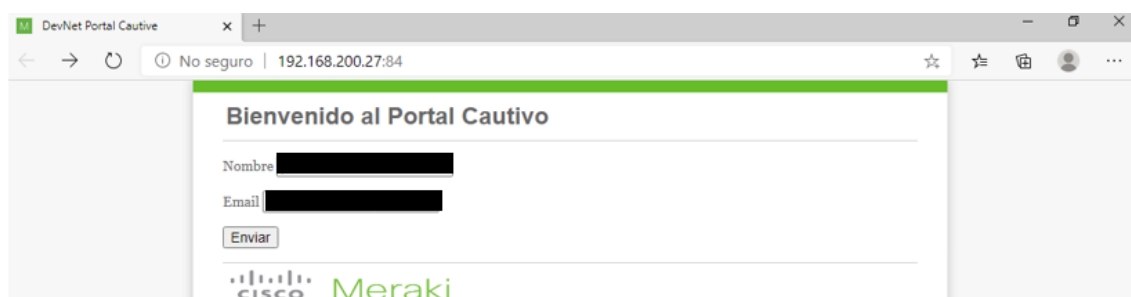 M DevNet Portal Cautive
No seguro | 192.168.200.27:84
Bienvenido al Portal Cautivo
Nombre
Email
Enviar
cisco Meraki